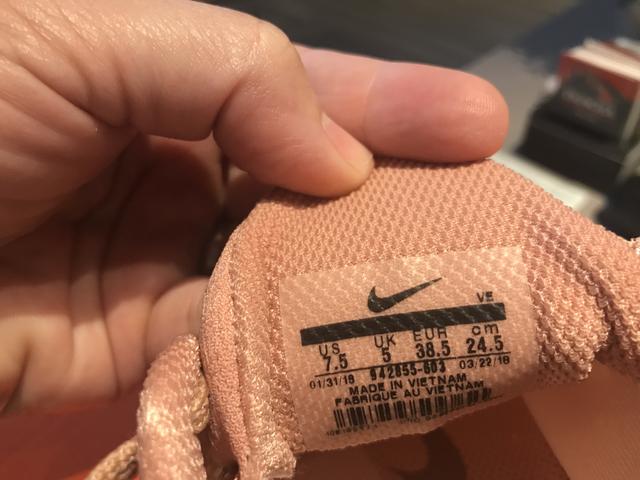 VE
US UK EUR cm
7.5 5 38.5 24.5
01/31/18 942855-603 03/22/18
MADE IN VIETNAM
FABRIQUE AU VIETNAM